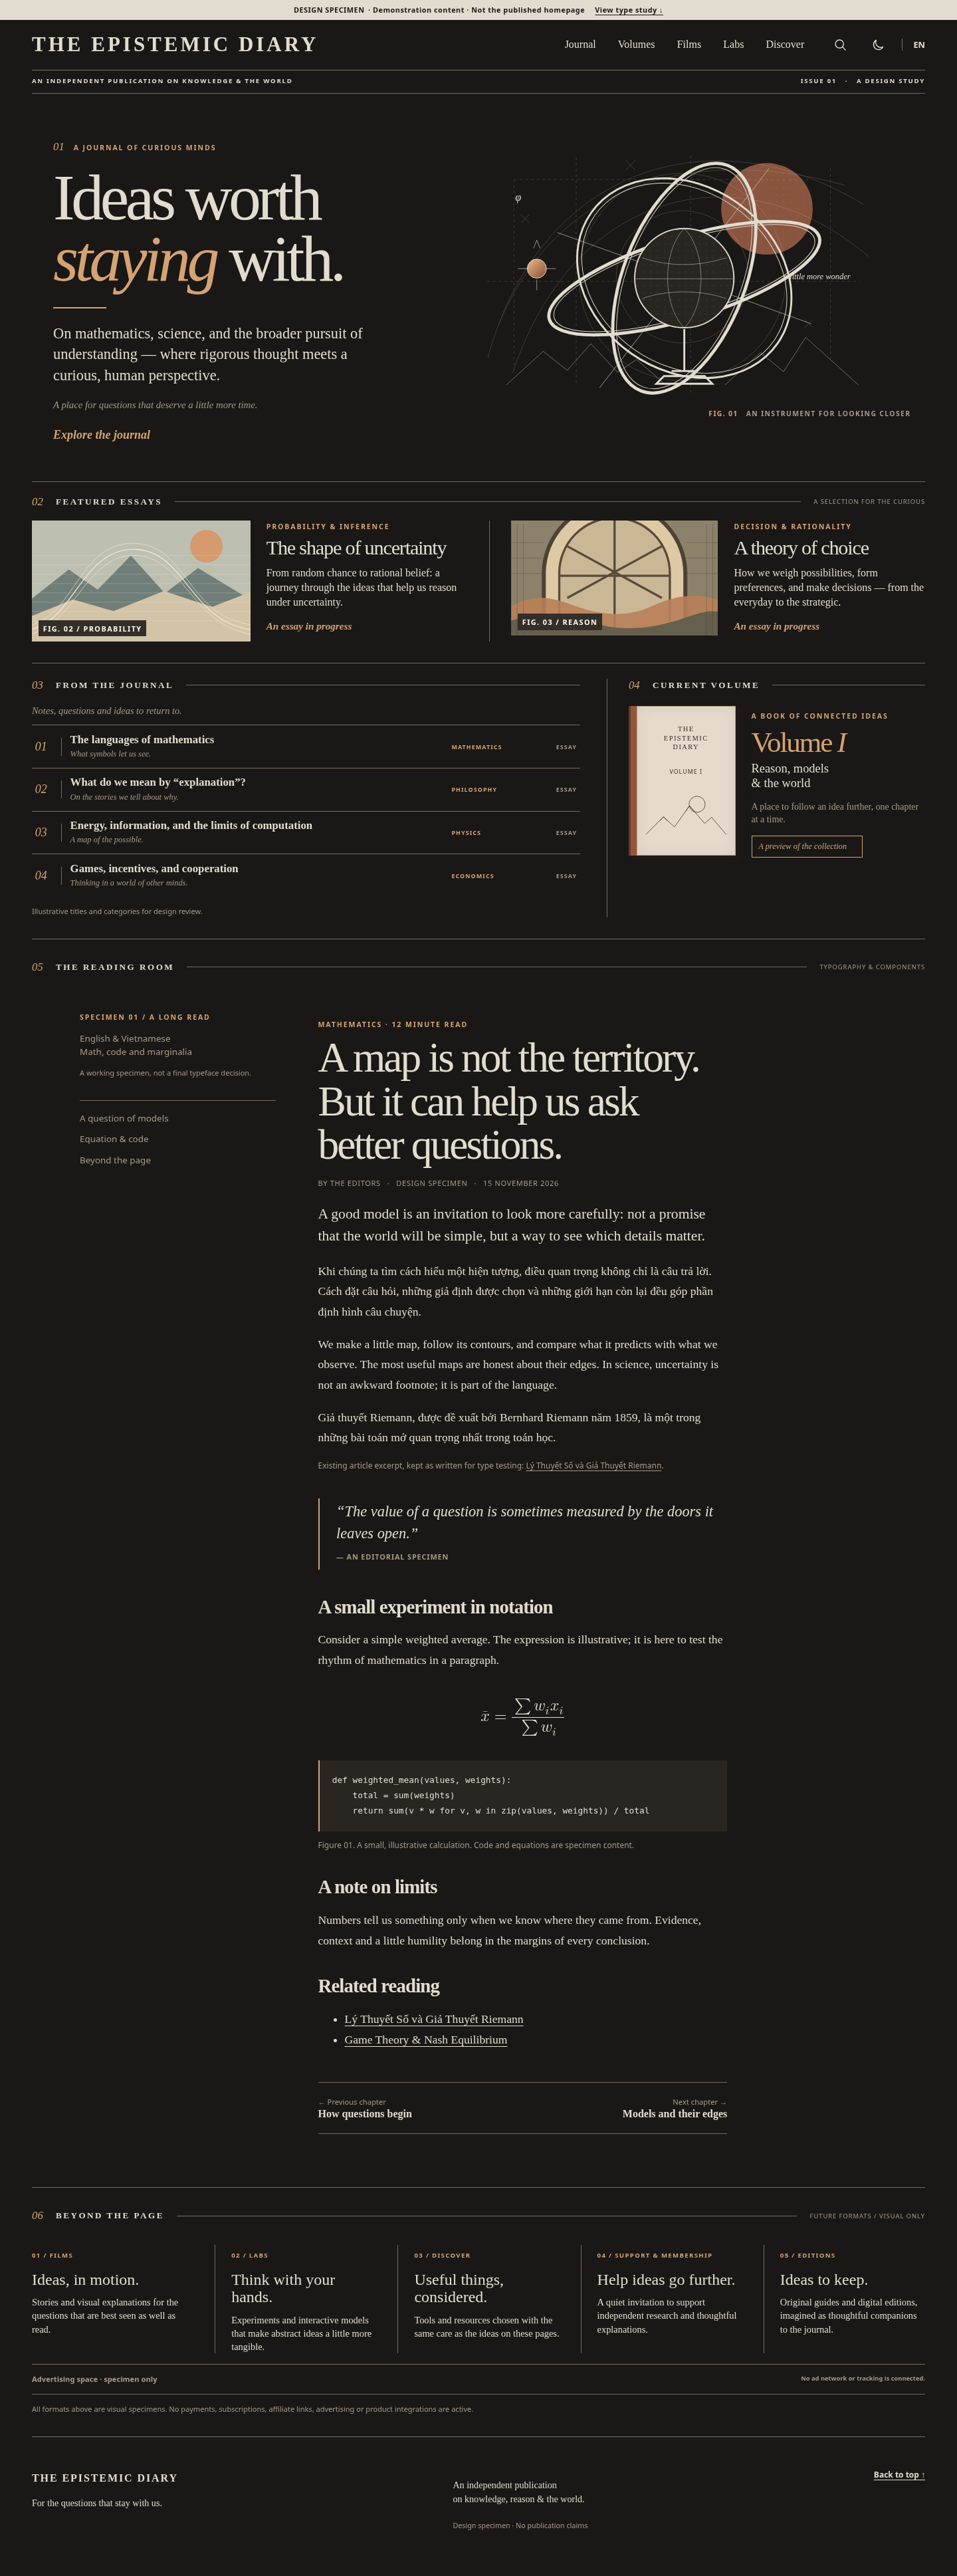 DESIGN SPECIMEN · Demonstration content · Not the published homepage View type study ↓
THE EPISTEMIC DIARY
Journal Volumes Films Labs Discover EN
AN INDEPENDENT PUBLICATION ON KNOWLEDGE & THE WORLD
ISSUE 01 · A DESIGN STUDY
01 A JOURNAL OF CURIOUS MINDS
Ideas worth
staying with.
On mathematics, science, and the broader pursuit of
understanding — where rigorous thought meets a
curious, human perspective.
A place for questions that deserve a little more time.
Explore the journal
φ
little more wonder
FIG. 01 AN INSTRUMENT FOR LOOKING CLOSER
02 FEATURED ESSAYS
A SELECTION FOR THE CURIOUS
FIG. 02 / PROBABILITY
PROBABILITY & INFERENCE
The shape of uncertainty
From random chance to rational belief: a
journey through the ideas that help us reason
under uncertainty.
An essay in progress
FIG. 03 / REASON
DECISION & RATIONALITY
A theory of choice
How we weigh possibilities, form
preferences, and make decisions — from the
everyday to the strategic.
An essay in progress
03 FROM THE JOURNAL
Notes, questions and ideas to return to.
01 The languages of mathematics
What symbols let us see.
MATHEMATICS ESSAY
02 What do we mean by “explanation”?
On the stories we tell about why.
PHILOSOPHY ESSAY
03 Energy, information, and the limits of computation
A map of the possible.
PHYSICS ESSAY
04 Games, incentives, and cooperation
Thinking in a world of other minds.
ECONOMICS ESSAY
Illustrative titles and categories for design review.
04 CURRENT VOLUME
THE
EPISTEMIC
DIARY
VOLUME I
A BOOK OF CONNECTED IDEAS
Volume I
Reason, models
& the world
A place to follow an idea further, one chapter
at a time.
A preview of the collection
05 THE READING ROOM
TYPOGRAPHY & COMPONENTS
SPECIMEN 01 / A LONG READ
English & Vietnamese
Math, code and marginalia
A working specimen, not a final typeface decision.
A question of models
Equation & code
Beyond the page
MATHEMATICS · 12 MINUTE READ
A map is not the territory.
But it can help us ask
better questions.
BY THE EDITORS · DESIGN SPECIMEN · 15 NOVEMBER 2026
A good model is an invitation to look more carefully: not a promise
that the world will be simple, but a way to see which details matter.
Khi chúng ta tìm cách hiểu một hiện tượng, điều quan trọng không chỉ là câu trả lời.
Cách đặt câu hỏi, những giả định được chọn và những giới hạn còn lại đều góp phần
định hình câu chuyện.
We make a little map, follow its contours, and compare what it predicts with what we
observe. The most useful maps are honest about their edges. In science, uncertainty is
not an awkward footnote; it is part of the language.
Giả thuyết Riemann, được đề xuất bởi Bernhard Riemann năm 1859, là một trong
những bài toán mở quan trọng nhất trong toán học.
Existing article excerpt, kept as written for type testing: Lý Thuyết Số và Giả Thuyết Riemann.
“The value of a question is sometimes measured by the doors it
leaves open.”
— AN EDITORIAL SPECIMEN
A small experiment in notation
Consider a simple weighted average. The expression is illustrative; it is here to test the
rhythm of mathematics in a paragraph.
x̄ = ∑ wᵢxᵢ / ∑ wᵢ
def weighted_mean(values, weights):
total = sum(weights)
return sum(v * w for v, w in zip(values, weights)) / total
Figure 01. A small, illustrative calculation. Code and equations are specimen content.
A note on limits
Numbers tell us something only when we know where they came from. Evidence,
context and a little humility belong in the margins of every conclusion.
Related reading
• Lý Thuyết Số và Giả Thuyết Riemann
• Game Theory & Nash Equilibrium
← Previous chapter
How questions begin
Next chapter →
Models and their edges
06 BEYOND THE PAGE
FUTURE FORMATS / VISUAL ONLY
01 / FILMS
Ideas, in motion.
Stories and visual explanations for the
questions that are best seen as well as
read.
02 / LABS
Think with your
hands.
Experiments and interactive models
that make abstract ideas a little more
tangible.
03 / DISCOVER
Useful things,
considered.
Tools and resources chosen with the
same care as the ideas on these pages.
04 / SUPPORT & MEMBERSHIP
Help ideas go further.
A quiet invitation to support
independent research and thoughtful
explanations.
05 / EDITIONS
Ideas to keep.
Original guides and digital editions,
imagined as thoughtful companions
to the journal.
Advertising space · specimen only
No ad network or tracking is connected.
All formats above are visual specimens. No payments, subscriptions, affiliate links, advertising or product integrations are active.
THE EPISTEMIC DIARY
For the questions that stay with us.
An independent publication
on knowledge, reason & the world.
Design specimen · No publication claims
Back to top ↑